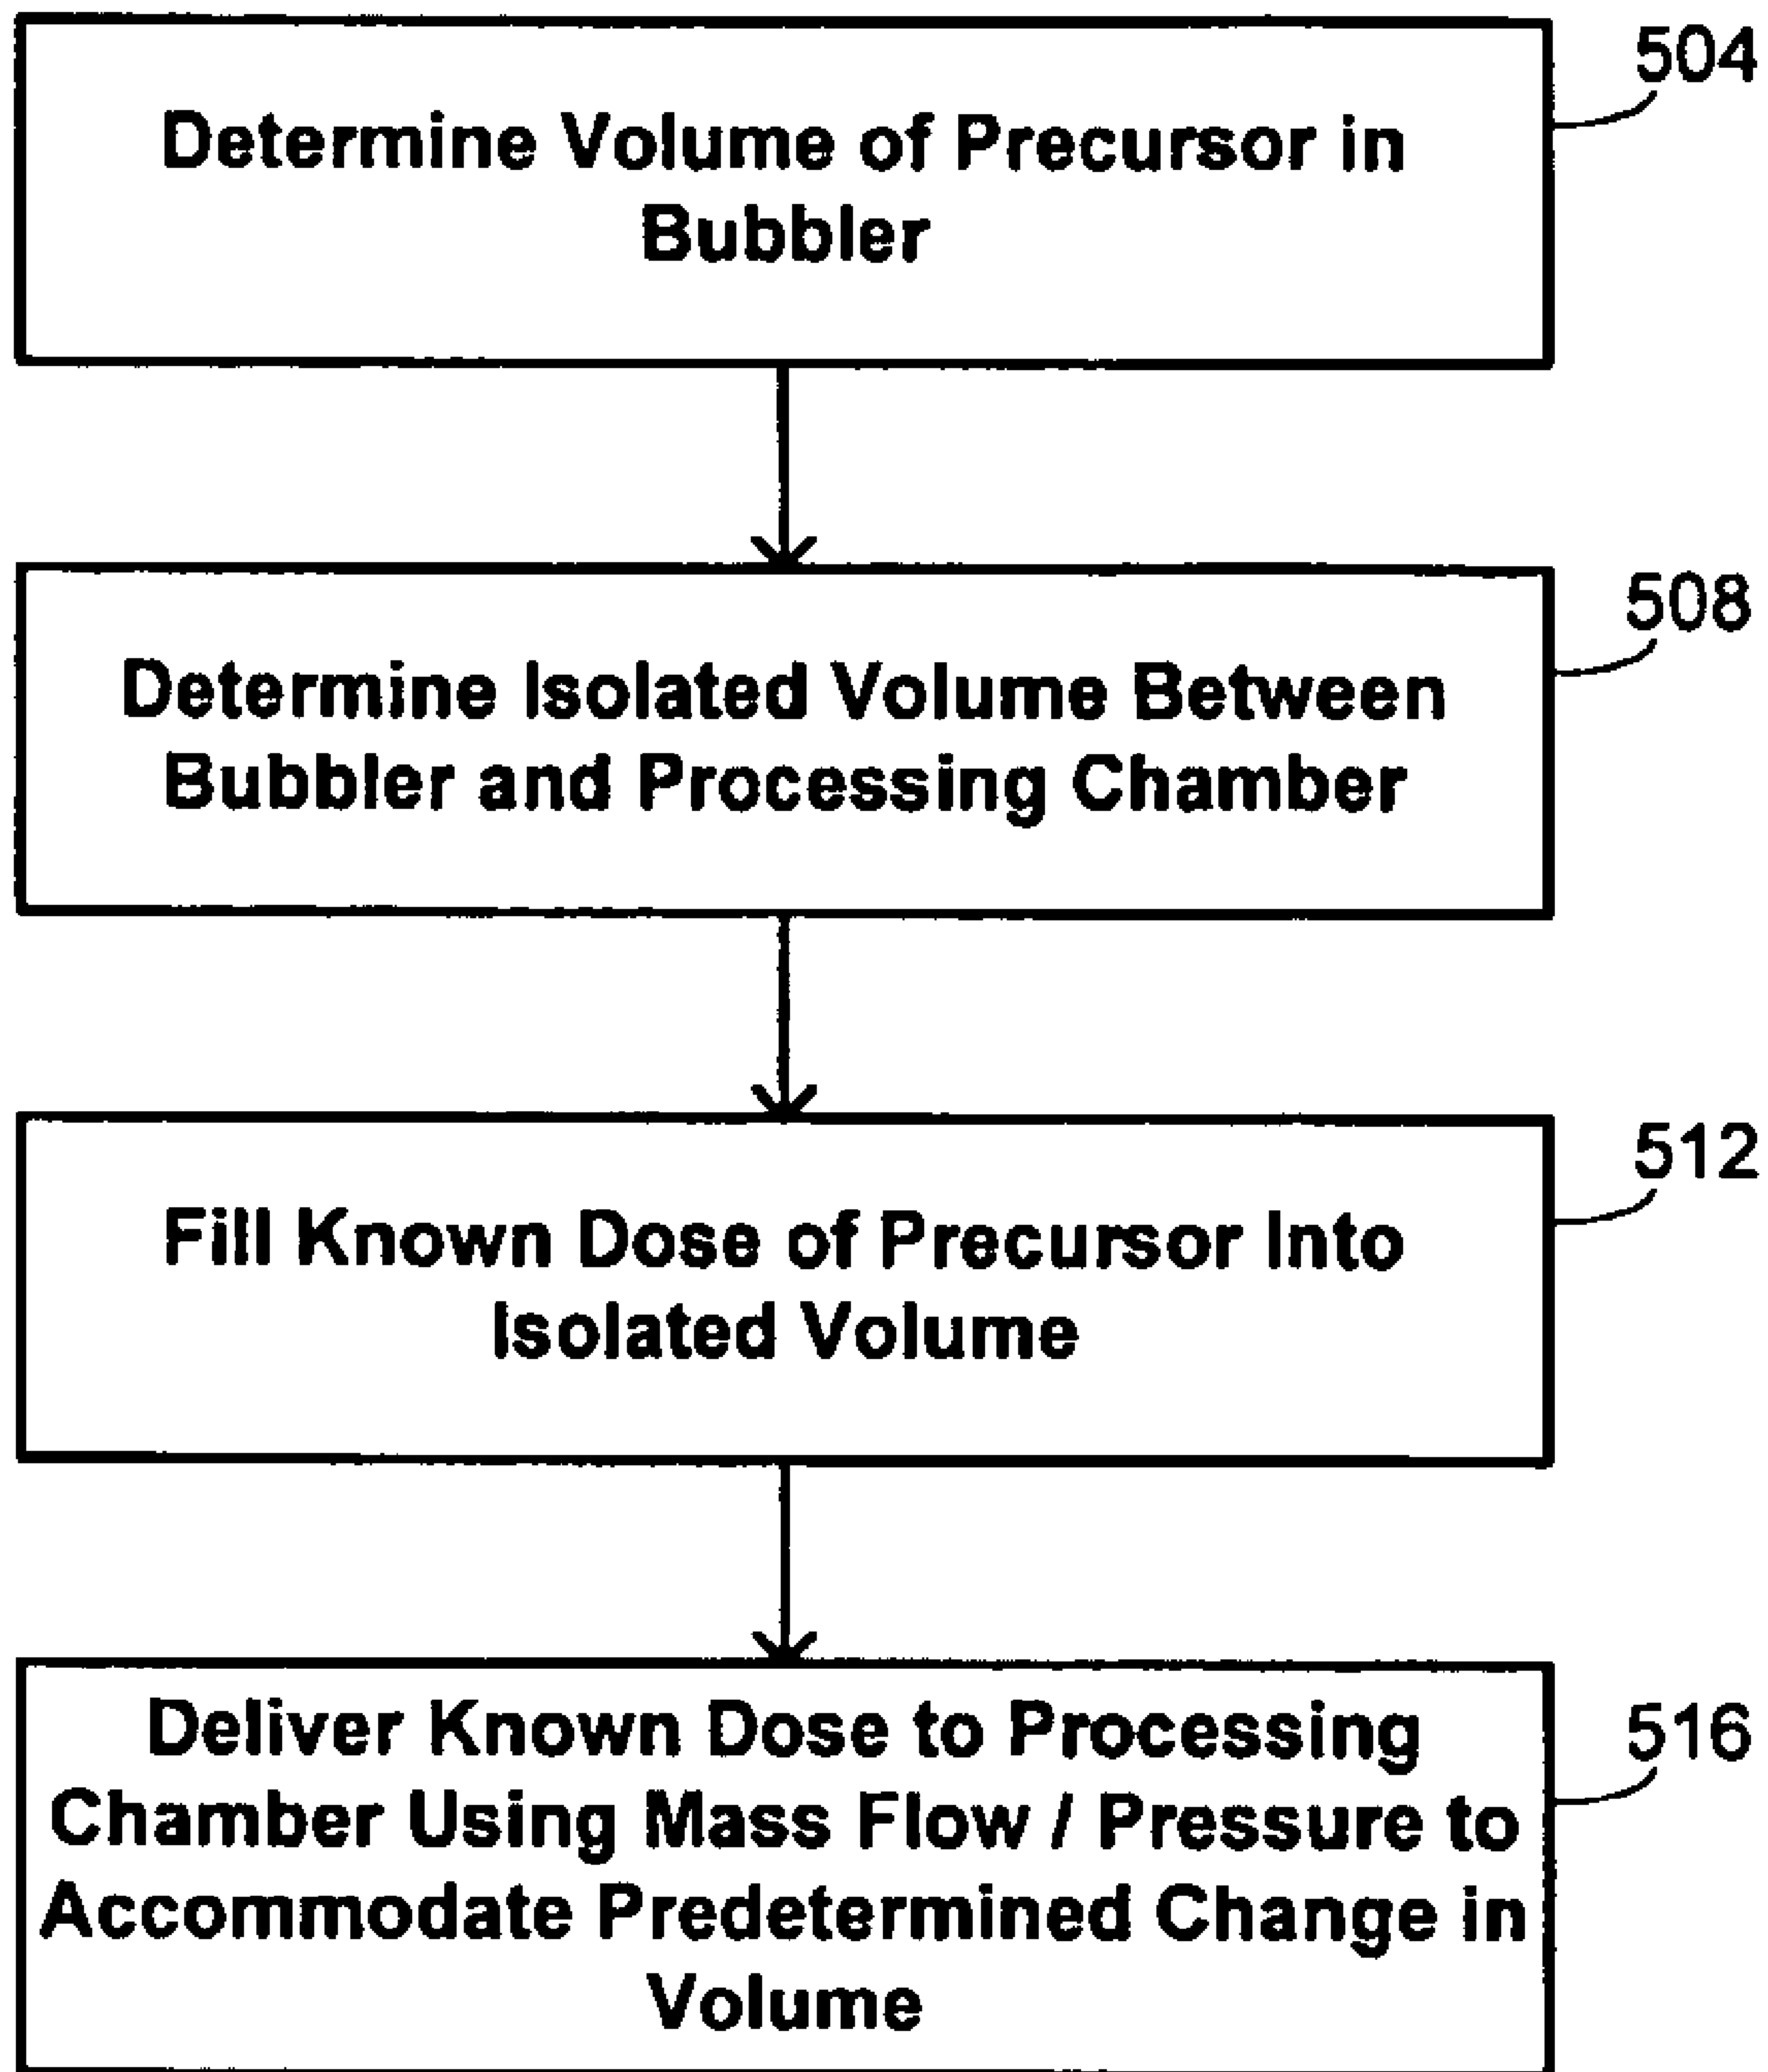 504
Determine Volume of Precursor in
Bubbler
508
Determine Isolated Volume Between
Bubbler and Processing Chamber
512
Fill Known Dose of Precursor Into
Isolated Volume
516
Deliver Known Dose to Processing
Chamber Using Mass Flow / Pressure to
Accommodate Predetermined Change in
Volume